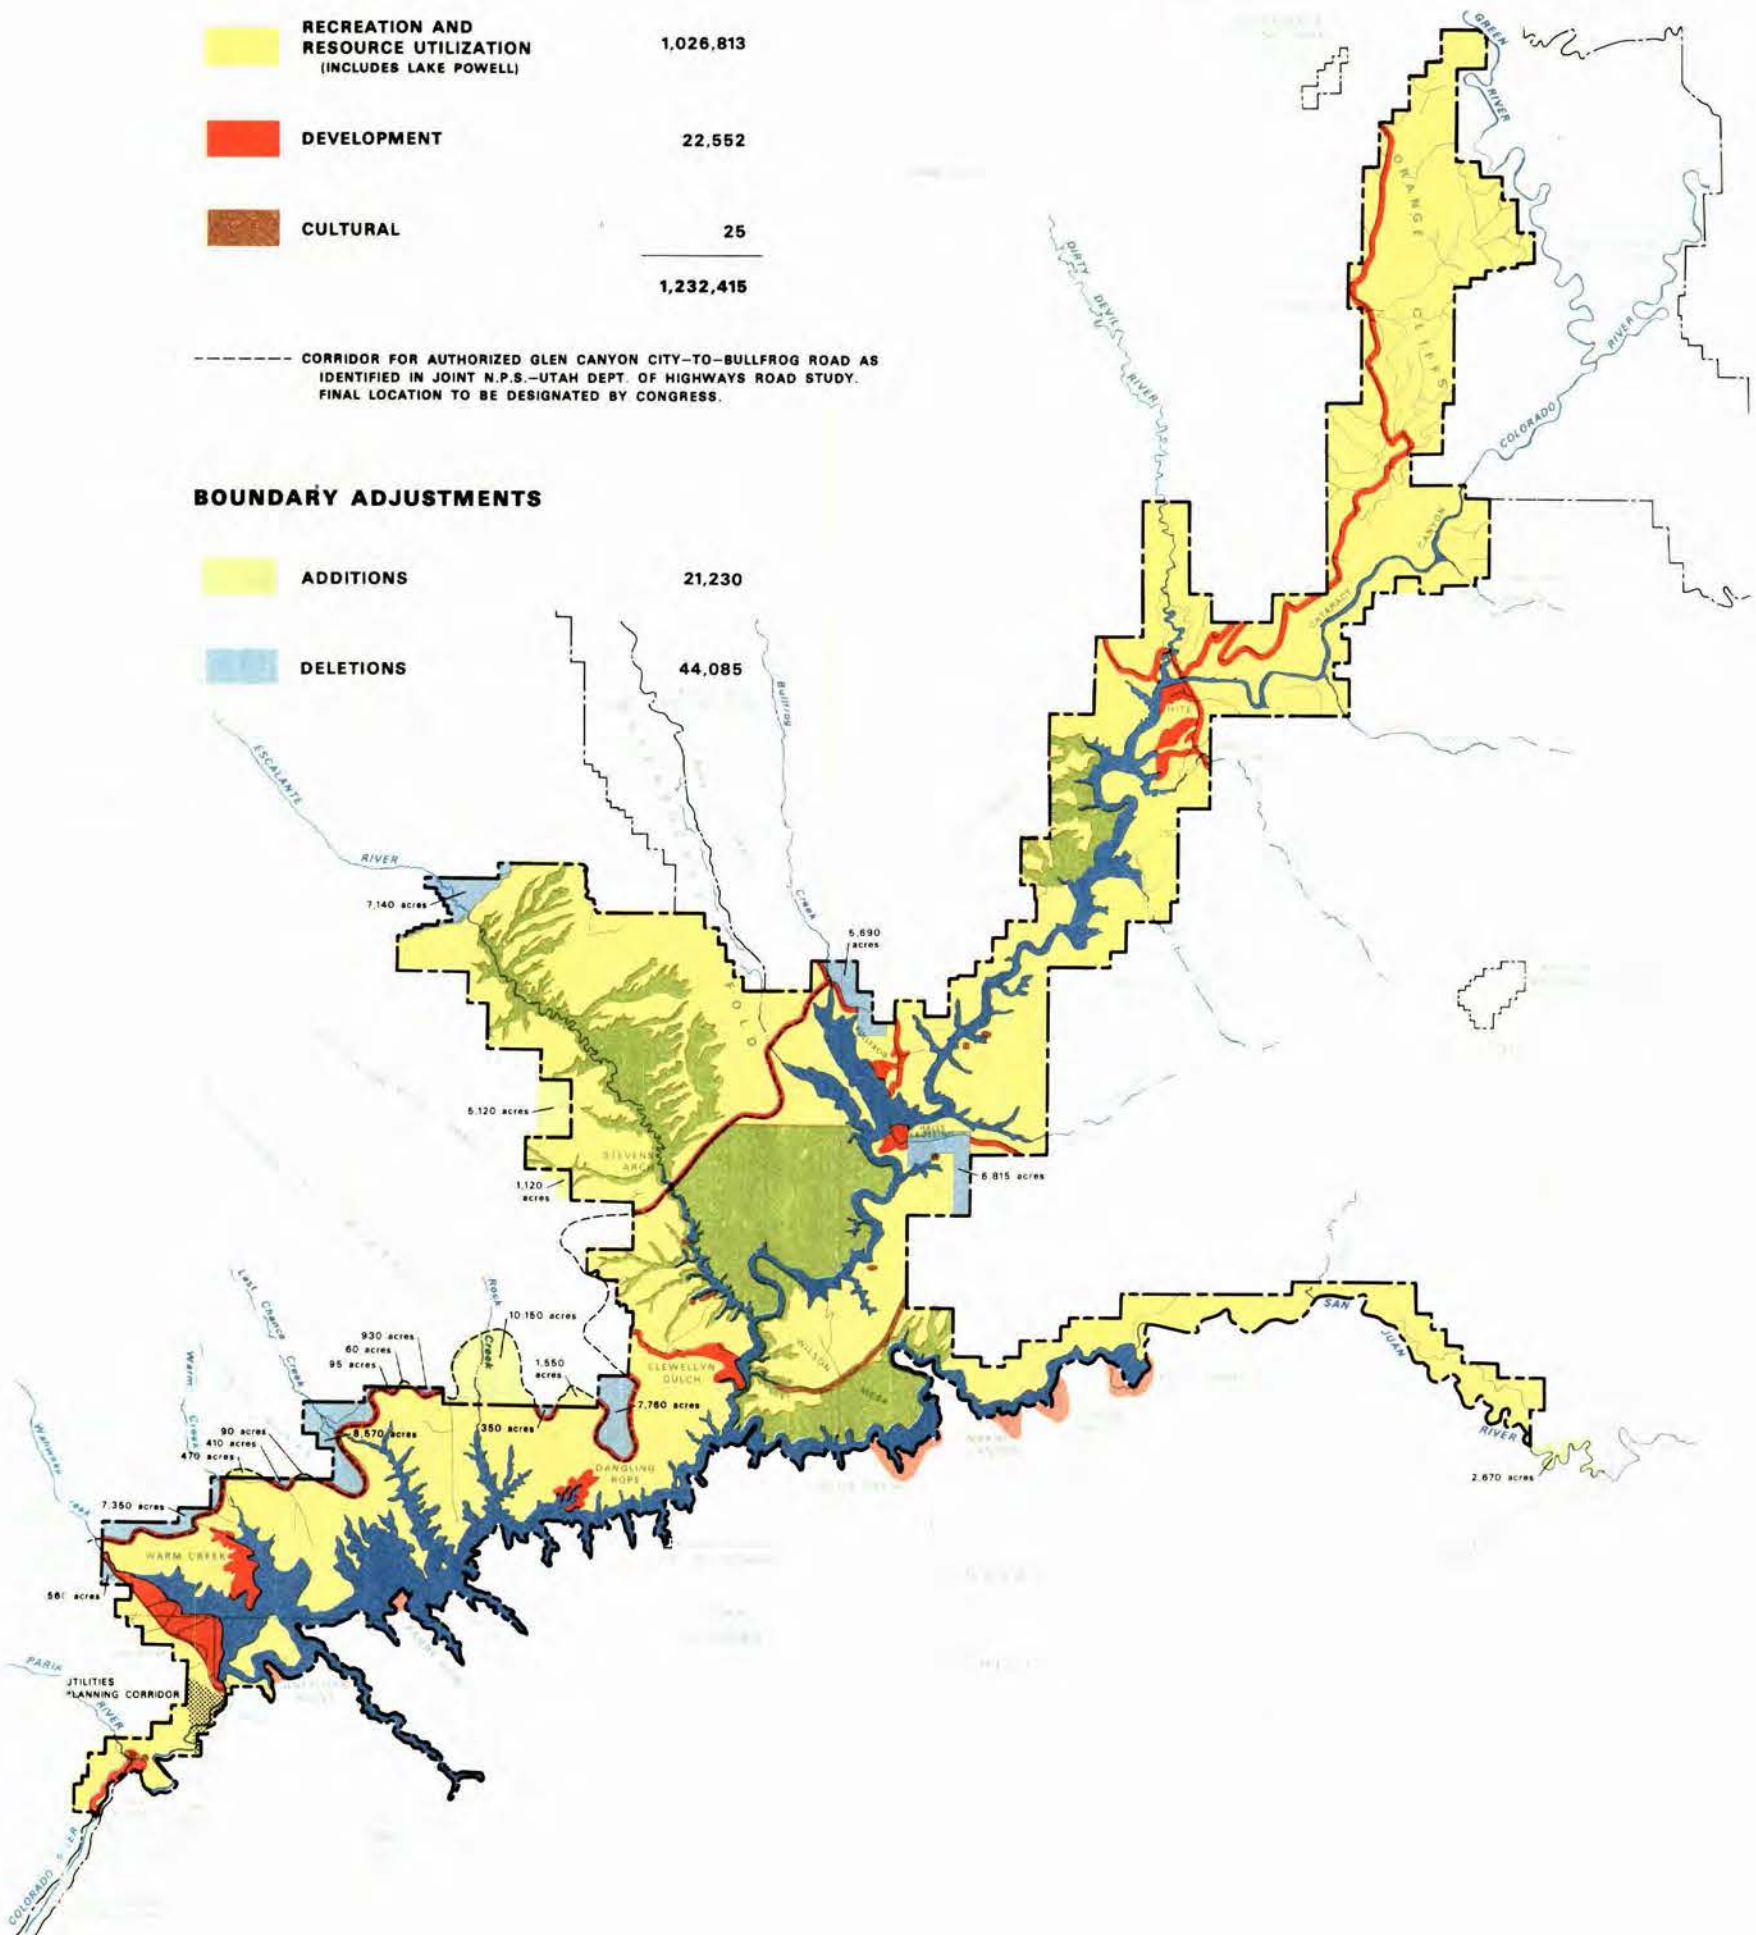 RECREATION AND
RESOURCE UTILIZATION
(INCLUDES LAKE POWELL)
1,026,813
DEVELOPMENT
22,552
CULTURAL
25
1,232,415
CORRIDOR FOR AUTHORIZED GLEN CANYON CITY-TO-BULLFROG ROAD AS
IDENTIFIED IN JOINT N.P.S.-UTAH DEPT. OF HIGHWAYS ROAD STUDY.
FINAL LOCATION TO BE DESIGNATED BY CONGRESS.
BOUNDARY ADJUSTMENTS
ADDITIONS
21,230
DELETIONS
44,085
GREEN
RIVER
ORANGE
CLIFFS
DIRTY
DEVIL
RIVER
RIVER
COLORADO
CANYON
CATARACT
HITE
Bullfrog
Creek
ESCALANTE
RIVER
7,140 acres
5,690
acres
FOLD
5,120 acres
STEVENS
ARCH
1,120
acres
6,815 acres
Last
Chance
Creek
Rock
Creek
10,150 acres
930 acres
60 acres
95 acres
1,550
acres
LLEWELLYN
GULCH
WILSON
MESA
SAN
JUAN
RIVER
2,670 acres
7,760 acres
350 acres
8,570 acres
90 acres
410 acres
470 acres
Warm
Creek
Wahweap
reek
DANGLING
ROPE
7,350 acres
WARM CREEK
56 acres
PARIA
RIVER
UTILITIES
PLANNING CORRIDOR
COLORADO